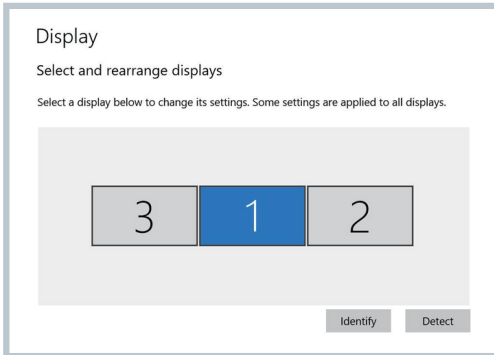 Display
Select and rearrange displays
Select a display below to change its settings. Some settings are applied to all displays.
3 1 2
Identify Detect